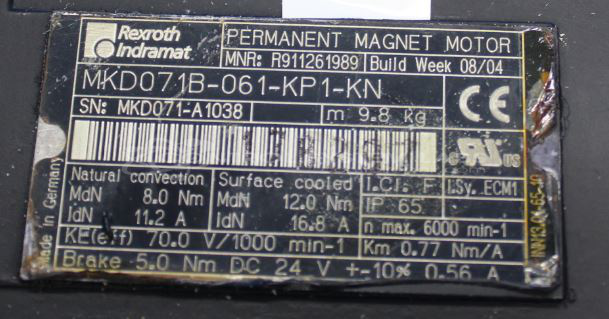 Rexroth
Indramat
PERMANENT MAGNET MOTOR
MNR: R911261989 Build Week 08/04
MKD071B-061-KP1-KN
SN: MKD071-A1038 m 9.8 kg
CE
Made in Germany
Natural convection Surface cooled I.Cl. F I.Sy. ECM1
MdN 8.0 Nm MdN 12.0 Nm IP 65
IdN 11.2 A IdN 16.8 A n max. 6000 min-1
KE(eff) 70.0 V/1000 min-1 Km 0.77 Nm/A
Brake 5.0 Nm DC 24 V +-10% 0.56 A